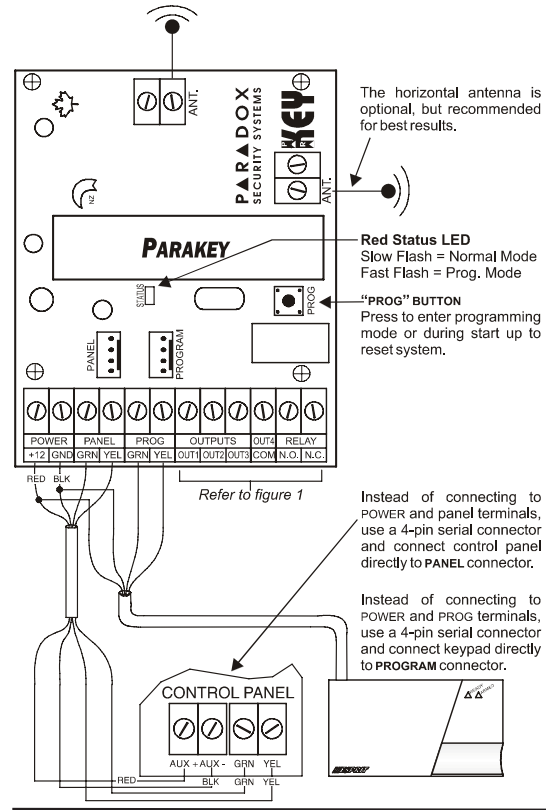 ANT.
PARADOX
SECURITY SYSTEMS
KEY
ANT.
The horizontal antenna is
optional, but recommended
for best results.
NZ
PARAKEY
Red Status LED
Slow Flash = Normal Mode
Fast Flash = Prog. Mode
STATUS
PROG
"PROG" BUTTON
Press to enter programming
mode or during start up to
reset system.
PANEL
PROGRAM
POWER PANEL PROG OUTPUTS OUT4 RELAY
+12 GND GRN YEL GRN YEL OUT1 OUT2 OUT3 COM N.O. N.C.
RED BLK
Refer to figure 1
Instead of connecting to
POWER and panel terminals,
use a 4-pin serial connector
and connect control panel
directly to PANEL connector.
Instead of connecting to
POWER and PROG terminals,
use a 4-pin serial connector
and connect keypad directly
to PROGRAM connector.
CONTROL PANEL
AUX + AUX - GRN YEL
RED BLK GRN YEL
READY
ARMED
ESPRIT